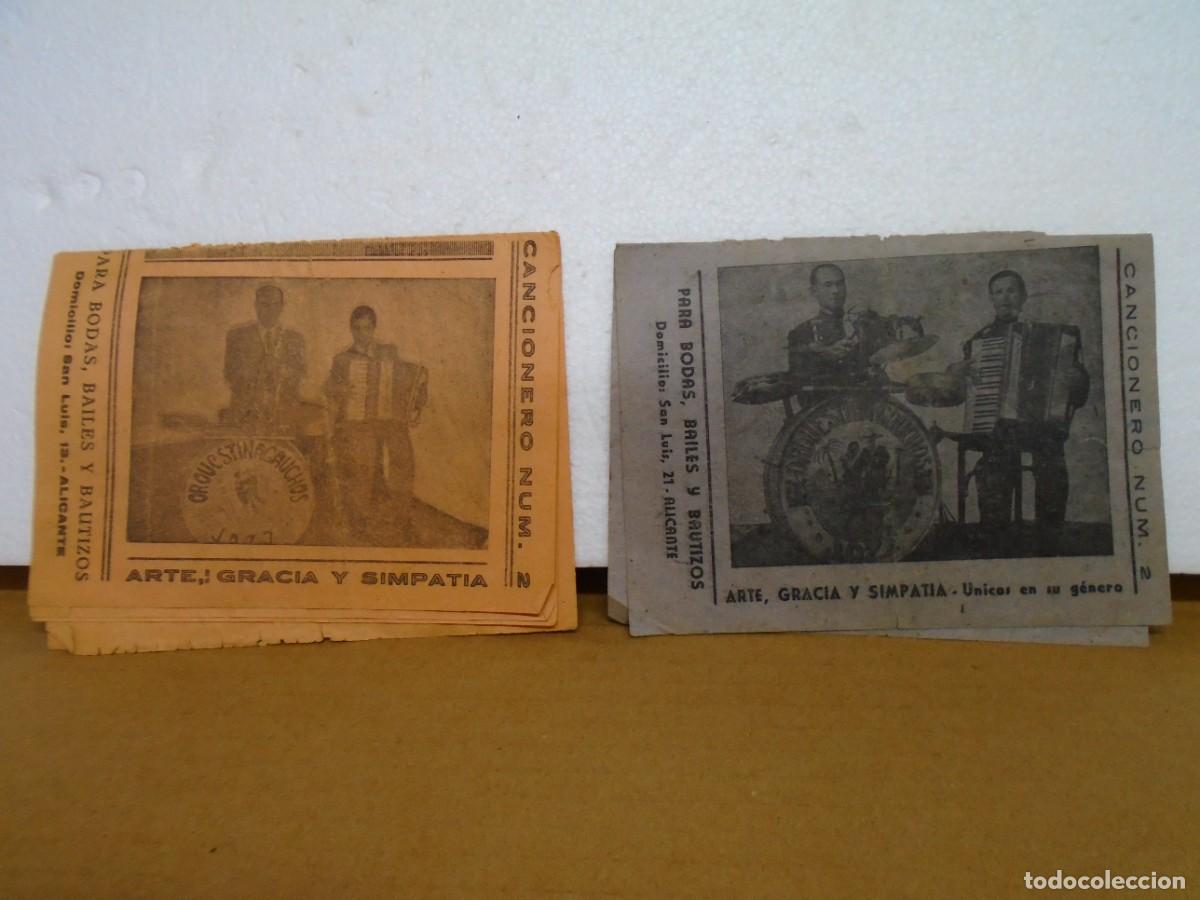 CANCIONERO NUM. 2
PARA BODAS, BAILES Y BAUTIZOS
Domicilio: San Luis, 13.-ALICANTE
ORQUESTINA GAUCHOS
ARTE,! GRACIA Y SIMPATIA
CANCIONERO NUM. 2
PARA BODAS, BAILES Y BAUTIZOS
Domicilio: San Luis, 21 - ALICANTE
ARTE, GRACIA Y SIMPATIA - Unicos en su género
todocoleccion